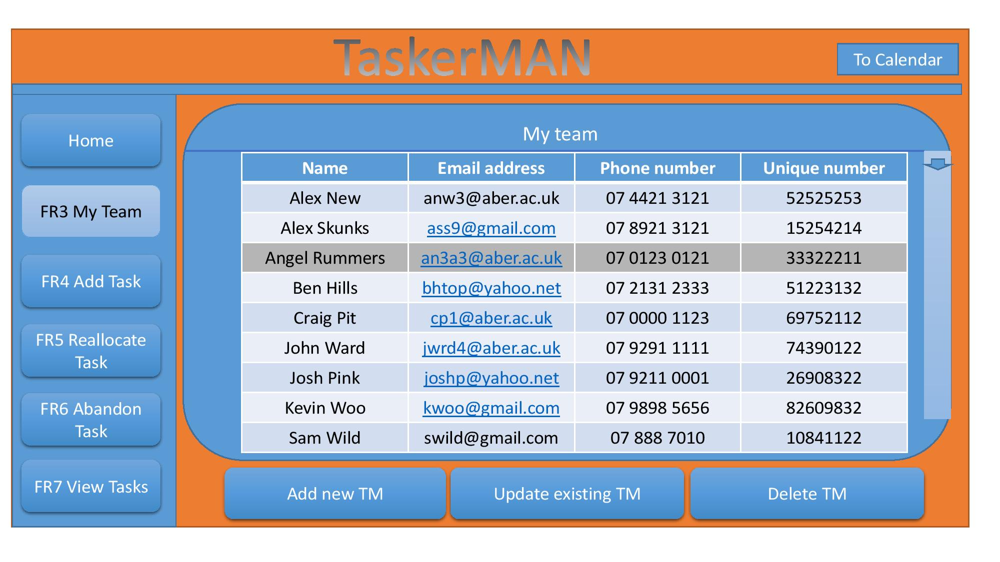 TaskerMAN
To Calendar
Home
FR3 My Team
FR4 Add Task
FR5 Reallocate
Task
FR6 Abandon
Task
FR7 View Tasks
My team
Name Email address Phone number Unique number
Alex New anw3@aber.ac.uk 07 4421 3121 52525253
Alex Skunks ass9@gmail.com 07 8921 3121 15254214
Angel Rummers an3a3@aber.ac.uk 07 0123 0121 33322211
Ben Hills bhtop@yahoo.net 07 2131 2333 51223132
Craig Pit cp1@aber.ac.uk 07 0000 1123 69752112
John Ward jwrd4@aber.ac.uk 07 9291 1111 74390122
Josh Pink joshp@yahoo.net 07 9211 0001 26908322
Kevin Woo kwoo@gmail.com 07 9898 5656 82609832
Sam Wild swild@gmail.com 07 888 7010 10841122
Add new TM
Update existing TM
Delete TM